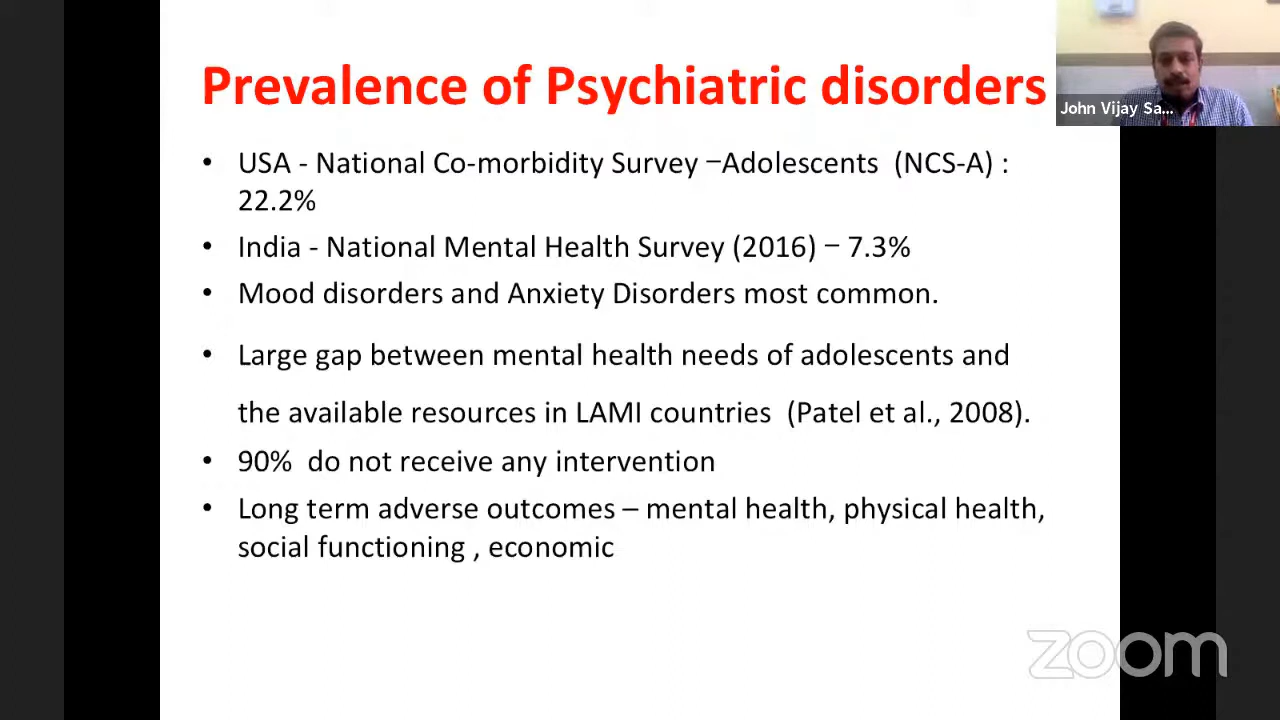 Prevalence of Psychiatric disorders
John Vijay Sa...
• USA - National Co-morbidity Survey –Adolescents (NCS-A) :
22.2%
• India - National Mental Health Survey (2016) – 7.3%
• Mood disorders and Anxiety Disorders most common.
• Large gap between mental health needs of adolescents and
the available resources in LAMI countries (Patel et al., 2008).
• 90% do not receive any intervention
• Long term adverse outcomes – mental health, physical health,
social functioning , economic
zoom